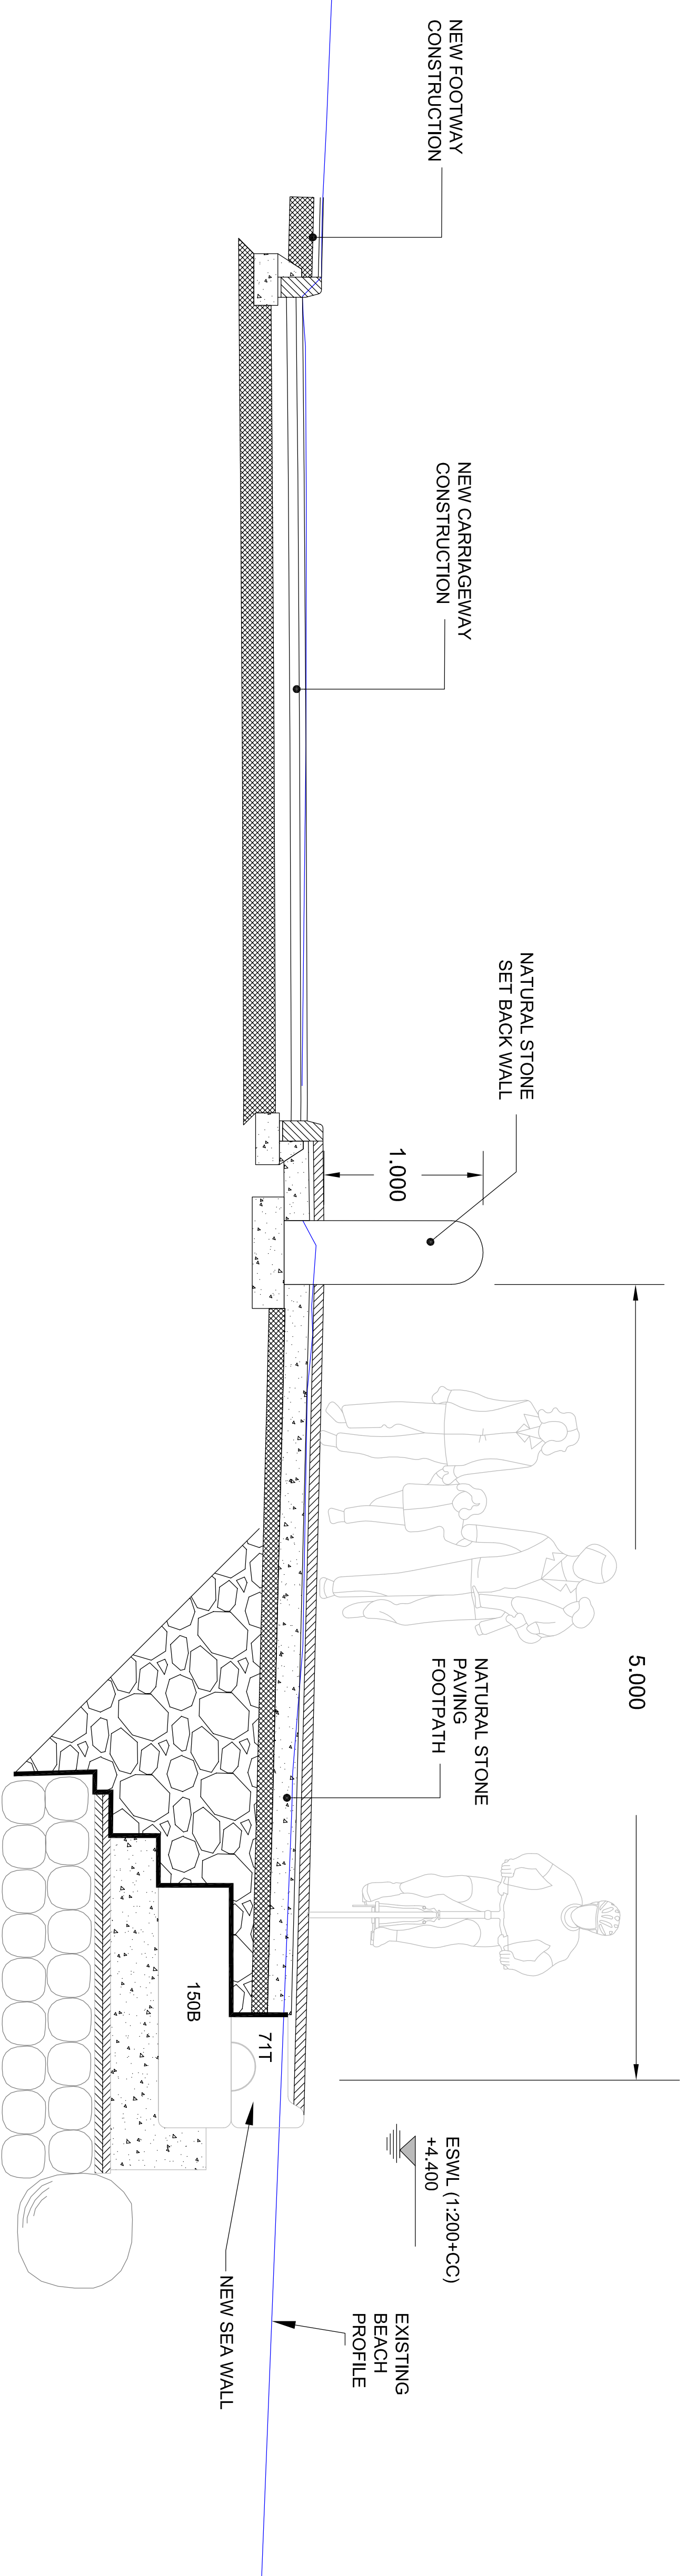 NEW FOOTWAY
CONSTRUCTION
NEW CARRIAGEWAY
CONSTRUCTION
NATURAL STONE
SET BACK WALL
1.000
5.000
NATURAL STONE
PAVING
FOOTPATH
150B
71T
ESWL (1:200+CC)
+4.400
NEW SEA WALL
EXISTING
BEACH
PROFILE